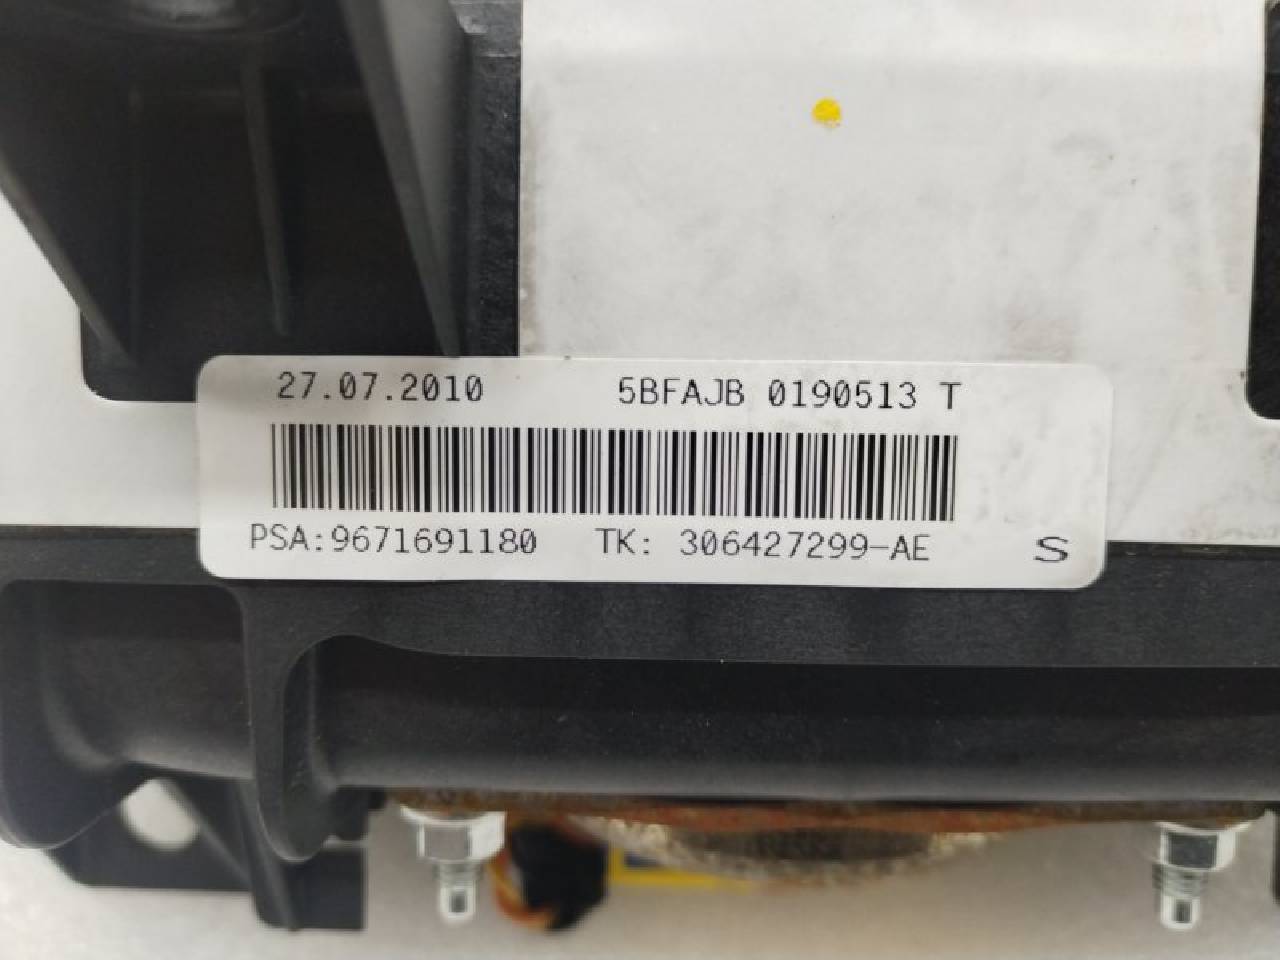 27.07.2010 5BFAJB 0190513 T
PSA:9671691180 TK: 306427299-AE S